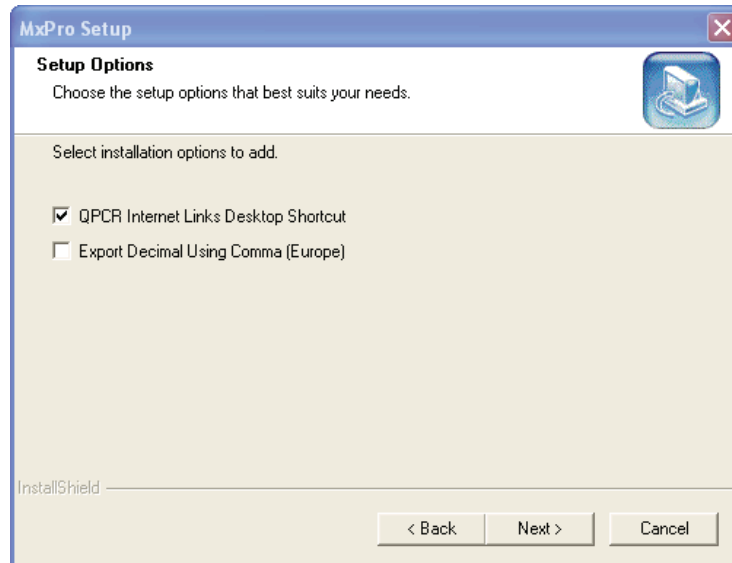 MxPro Setup
Setup Options
Choose the setup options that best suits your needs.
Select installation options to add.
QPCR Internet Links Desktop Shortcut
Export Decimal Using Comma (Europe)
InstallShield
< Back Next > Cancel